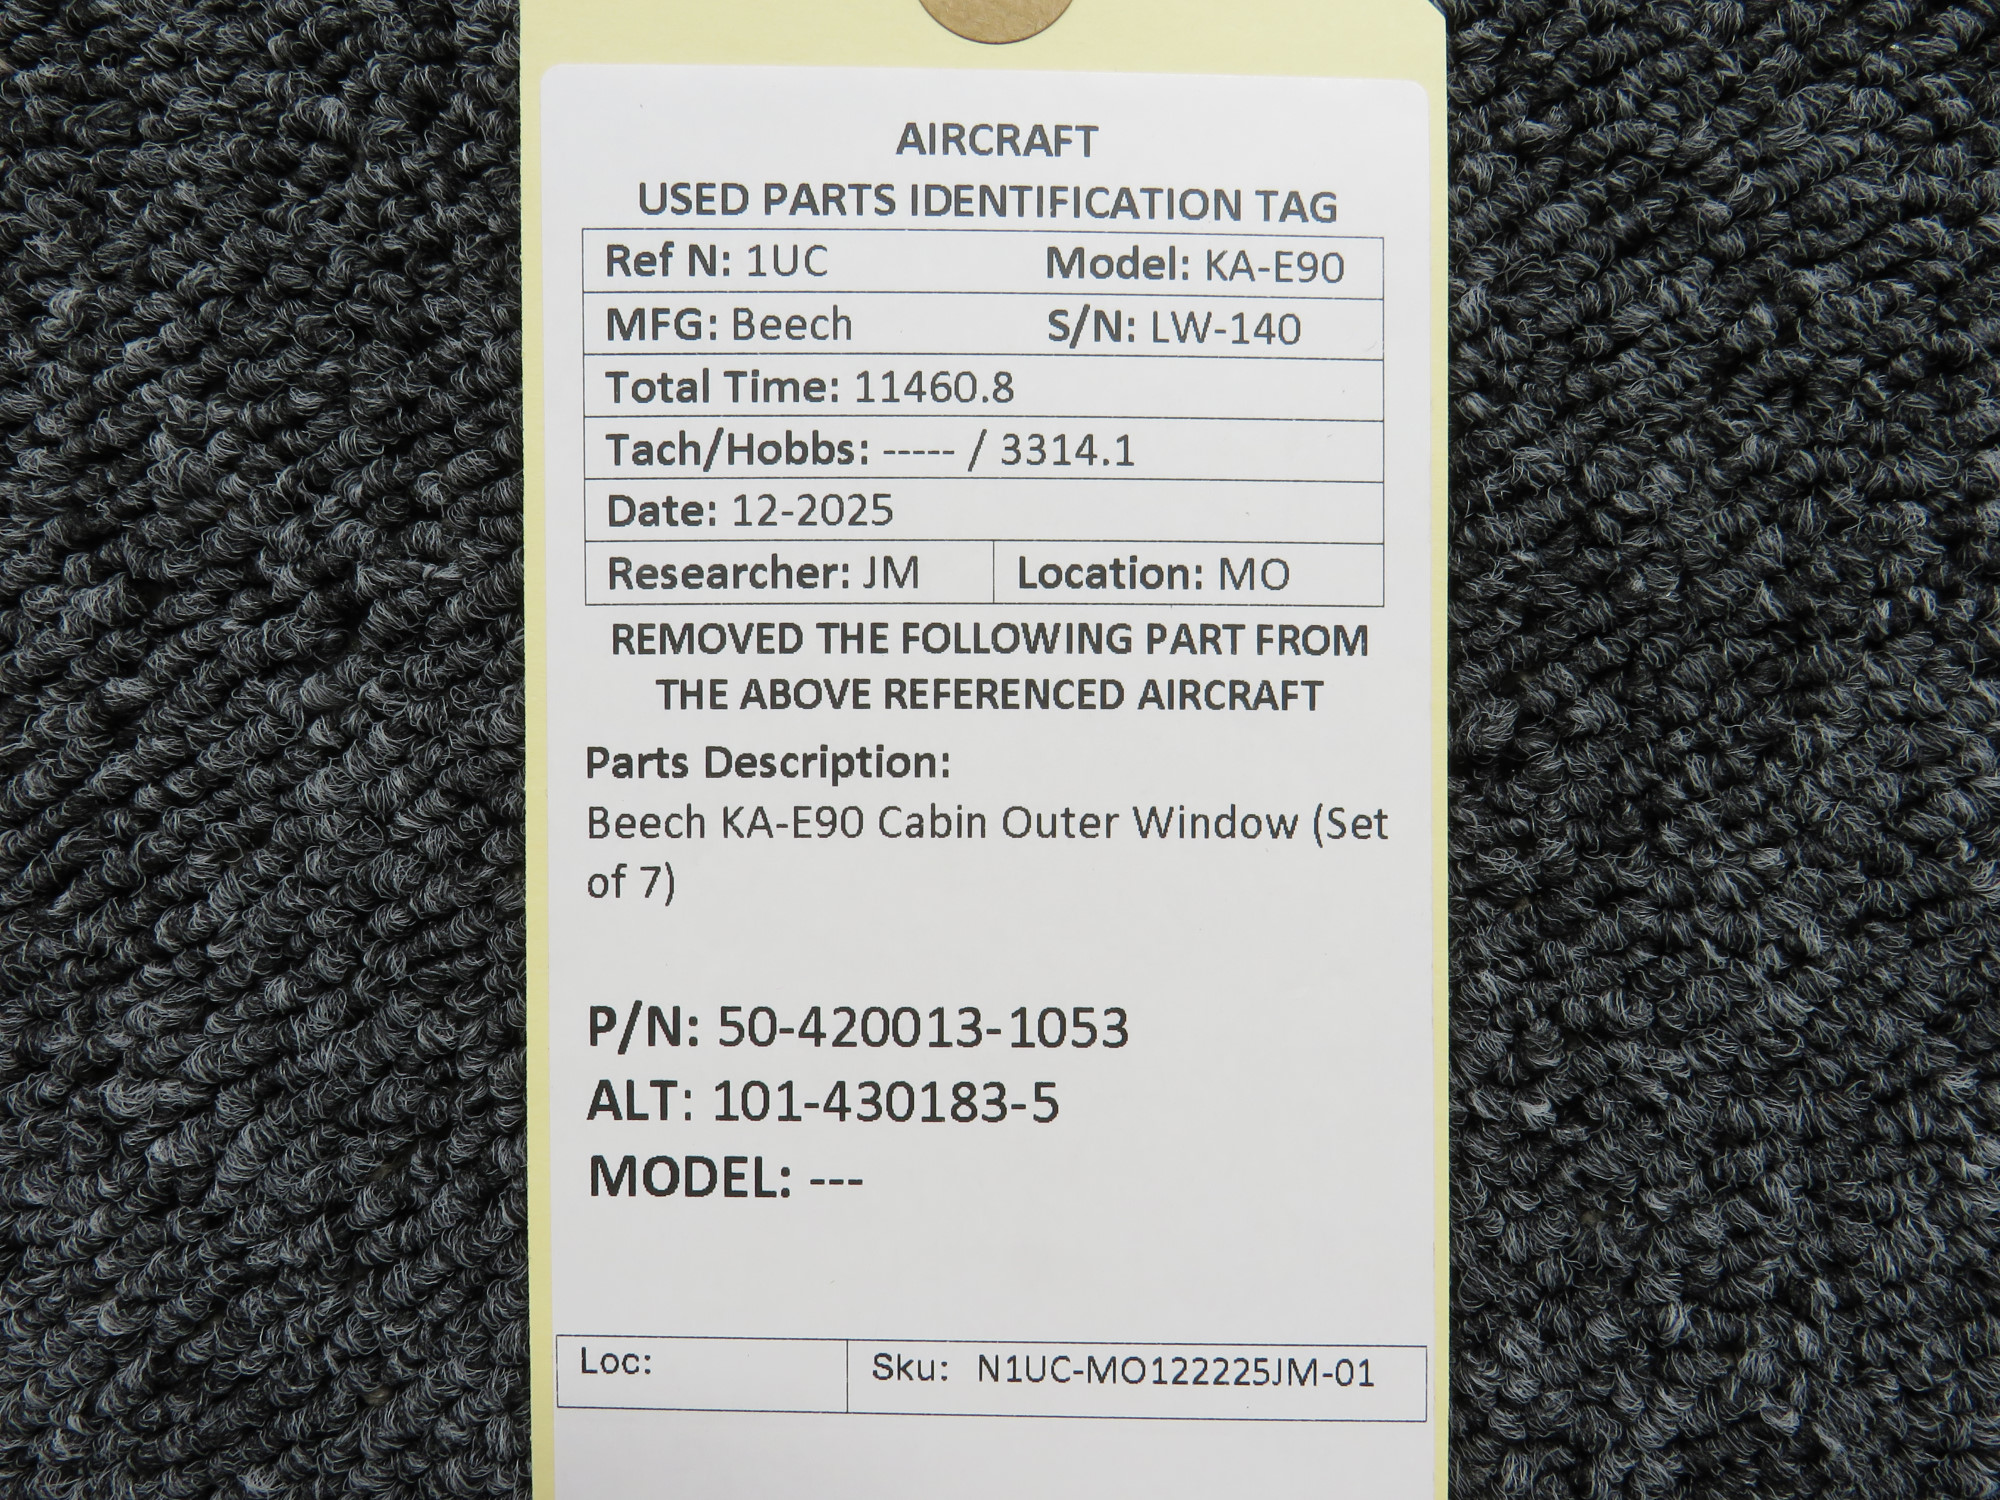 AIRCRAFT
USED PARTS IDENTIFICATION TAG
Ref N: 1UC Model: KA-E90
MFG: Beech S/N: LW-140
Total Time: 11460.8
Tach/Hobbs: ----- / 3314.1
Date: 12-2025
Researcher: JM Location: MO
REMOVED THE FOLLOWING PART FROM
THE ABOVE REFERENCED AIRCRAFT
Parts Description:
Beech KA-E90 Cabin Outer Window (Set
of 7)
P/N: 50-420013-1053
ALT: 101-430183-5
MODEL: ---
Loc: Sku: N1UC-MO122225JM-01